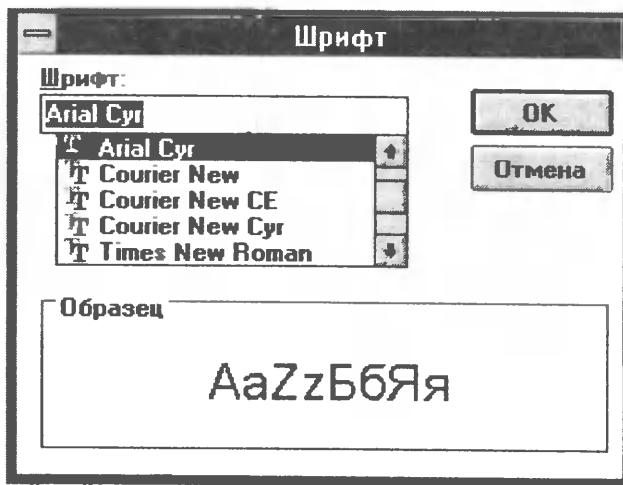 Шрифт
Шрифт:
Arial Cyr
OK
Arial Cyr
Courier New
Отмена
Courier New CE
Courier New Cyr
Times New Roman
Образец
AaZzБбЯя